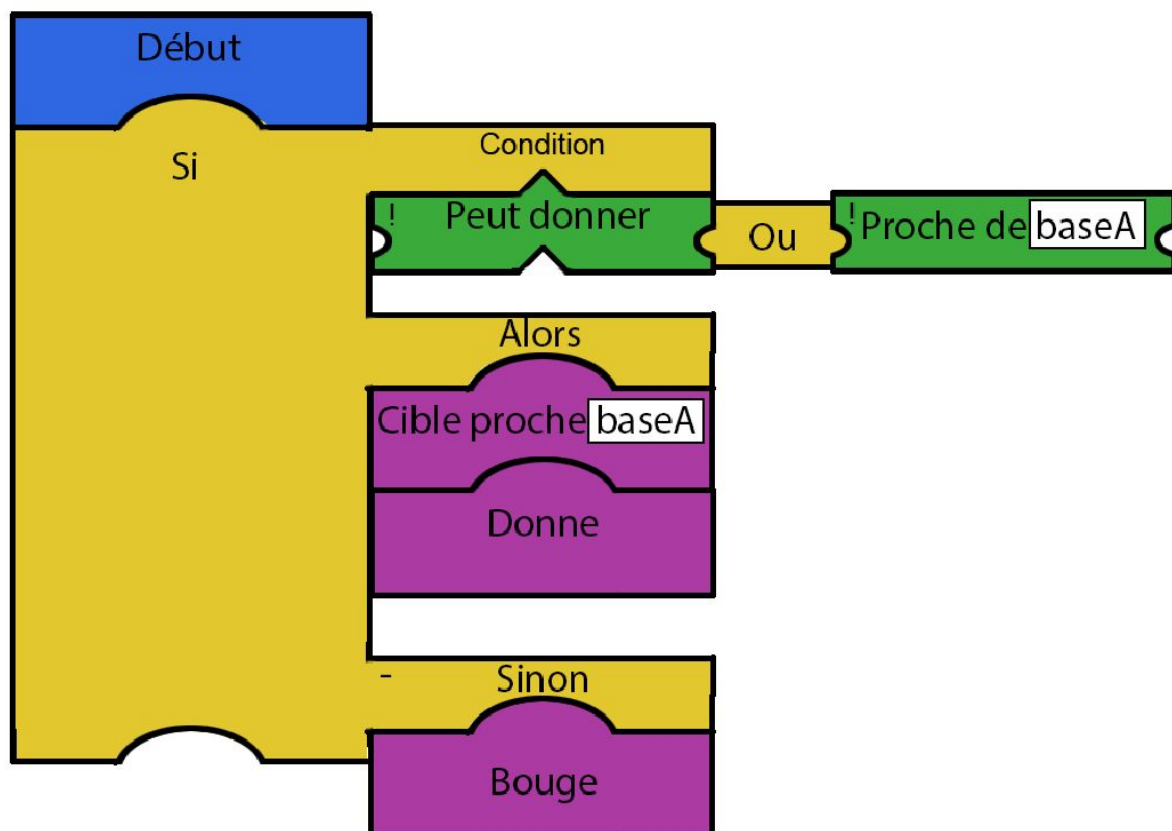 Début
Si
Condition
! Peut donner
Ou
! Proche de baseA
Alors
Cible proche baseA
Donne
- Sinon
Bouge